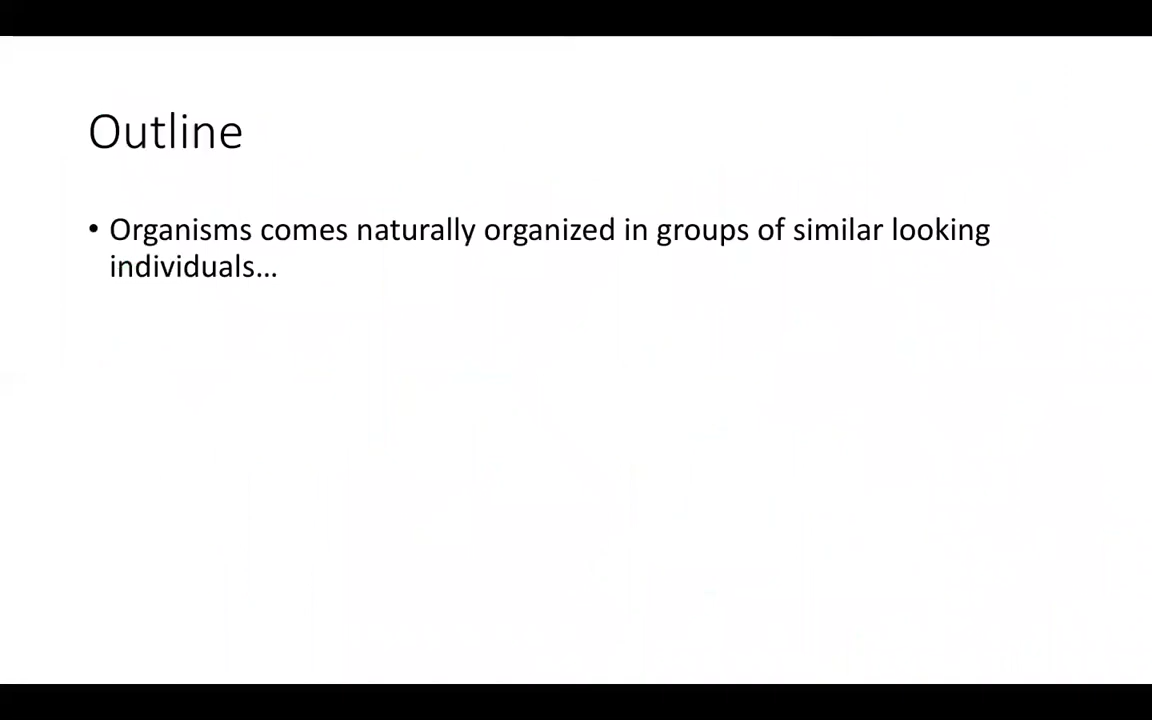 Outline
• Organisms comes naturally organized in groups of similar looking
individuals...